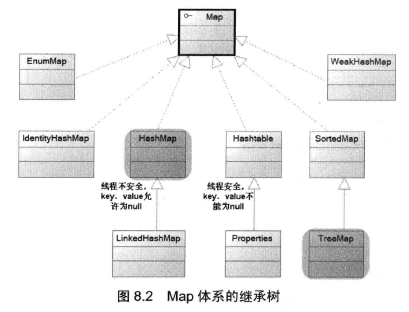 Map
EnumMap
WeakHashMap
IdentityHashMap
HashMap
Hashtable
SortedMap
线程不安全，
key、value允
许为null
线程安全，
key、value不
能为null
LinkedHashMap
Properties
TreeMap
图 8.2 Map 体系的继承树